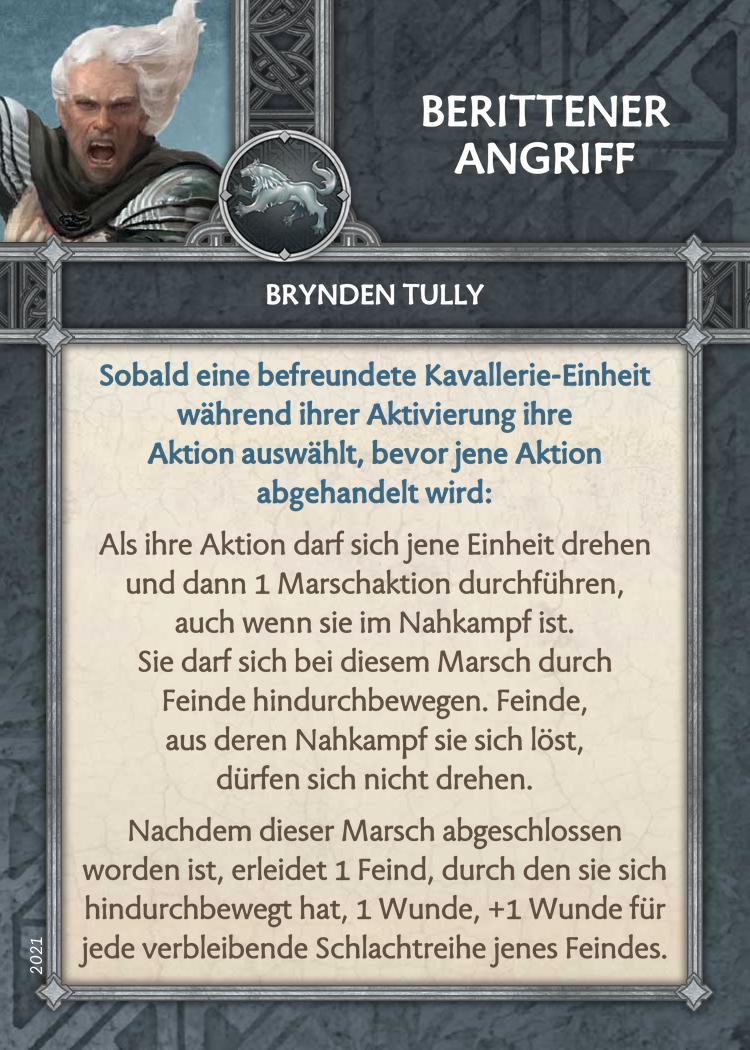 BERITTENER
ANGRIFF
BRYNDEN TULLY
Sobald eine befreundete Kavallerie-Einheit
während ihrer Aktivierung ihre
Aktion auswählt, bevor jene Aktion
abgehandelt wird:
Als ihre Aktion darf sich jene Einheit drehen
und dann 1 Marschaktion durchführen,
auch wenn sie im Nahkampf ist.
Sie darf sich bei diesem Marsch durch
Feinde hindurchbewegen. Feinde,
aus deren Nahkampf sie sich löst,
dürfen sich nicht drehen.
Nachdem dieser Marsch abgeschlossen
worden ist, erleidet 1 Feind, durch den sie sich
hindurchbewegt hat, 1 Wunde, +1 Wunde für
jede verbleibende Schlachtreihe jenes Feindes.
2021